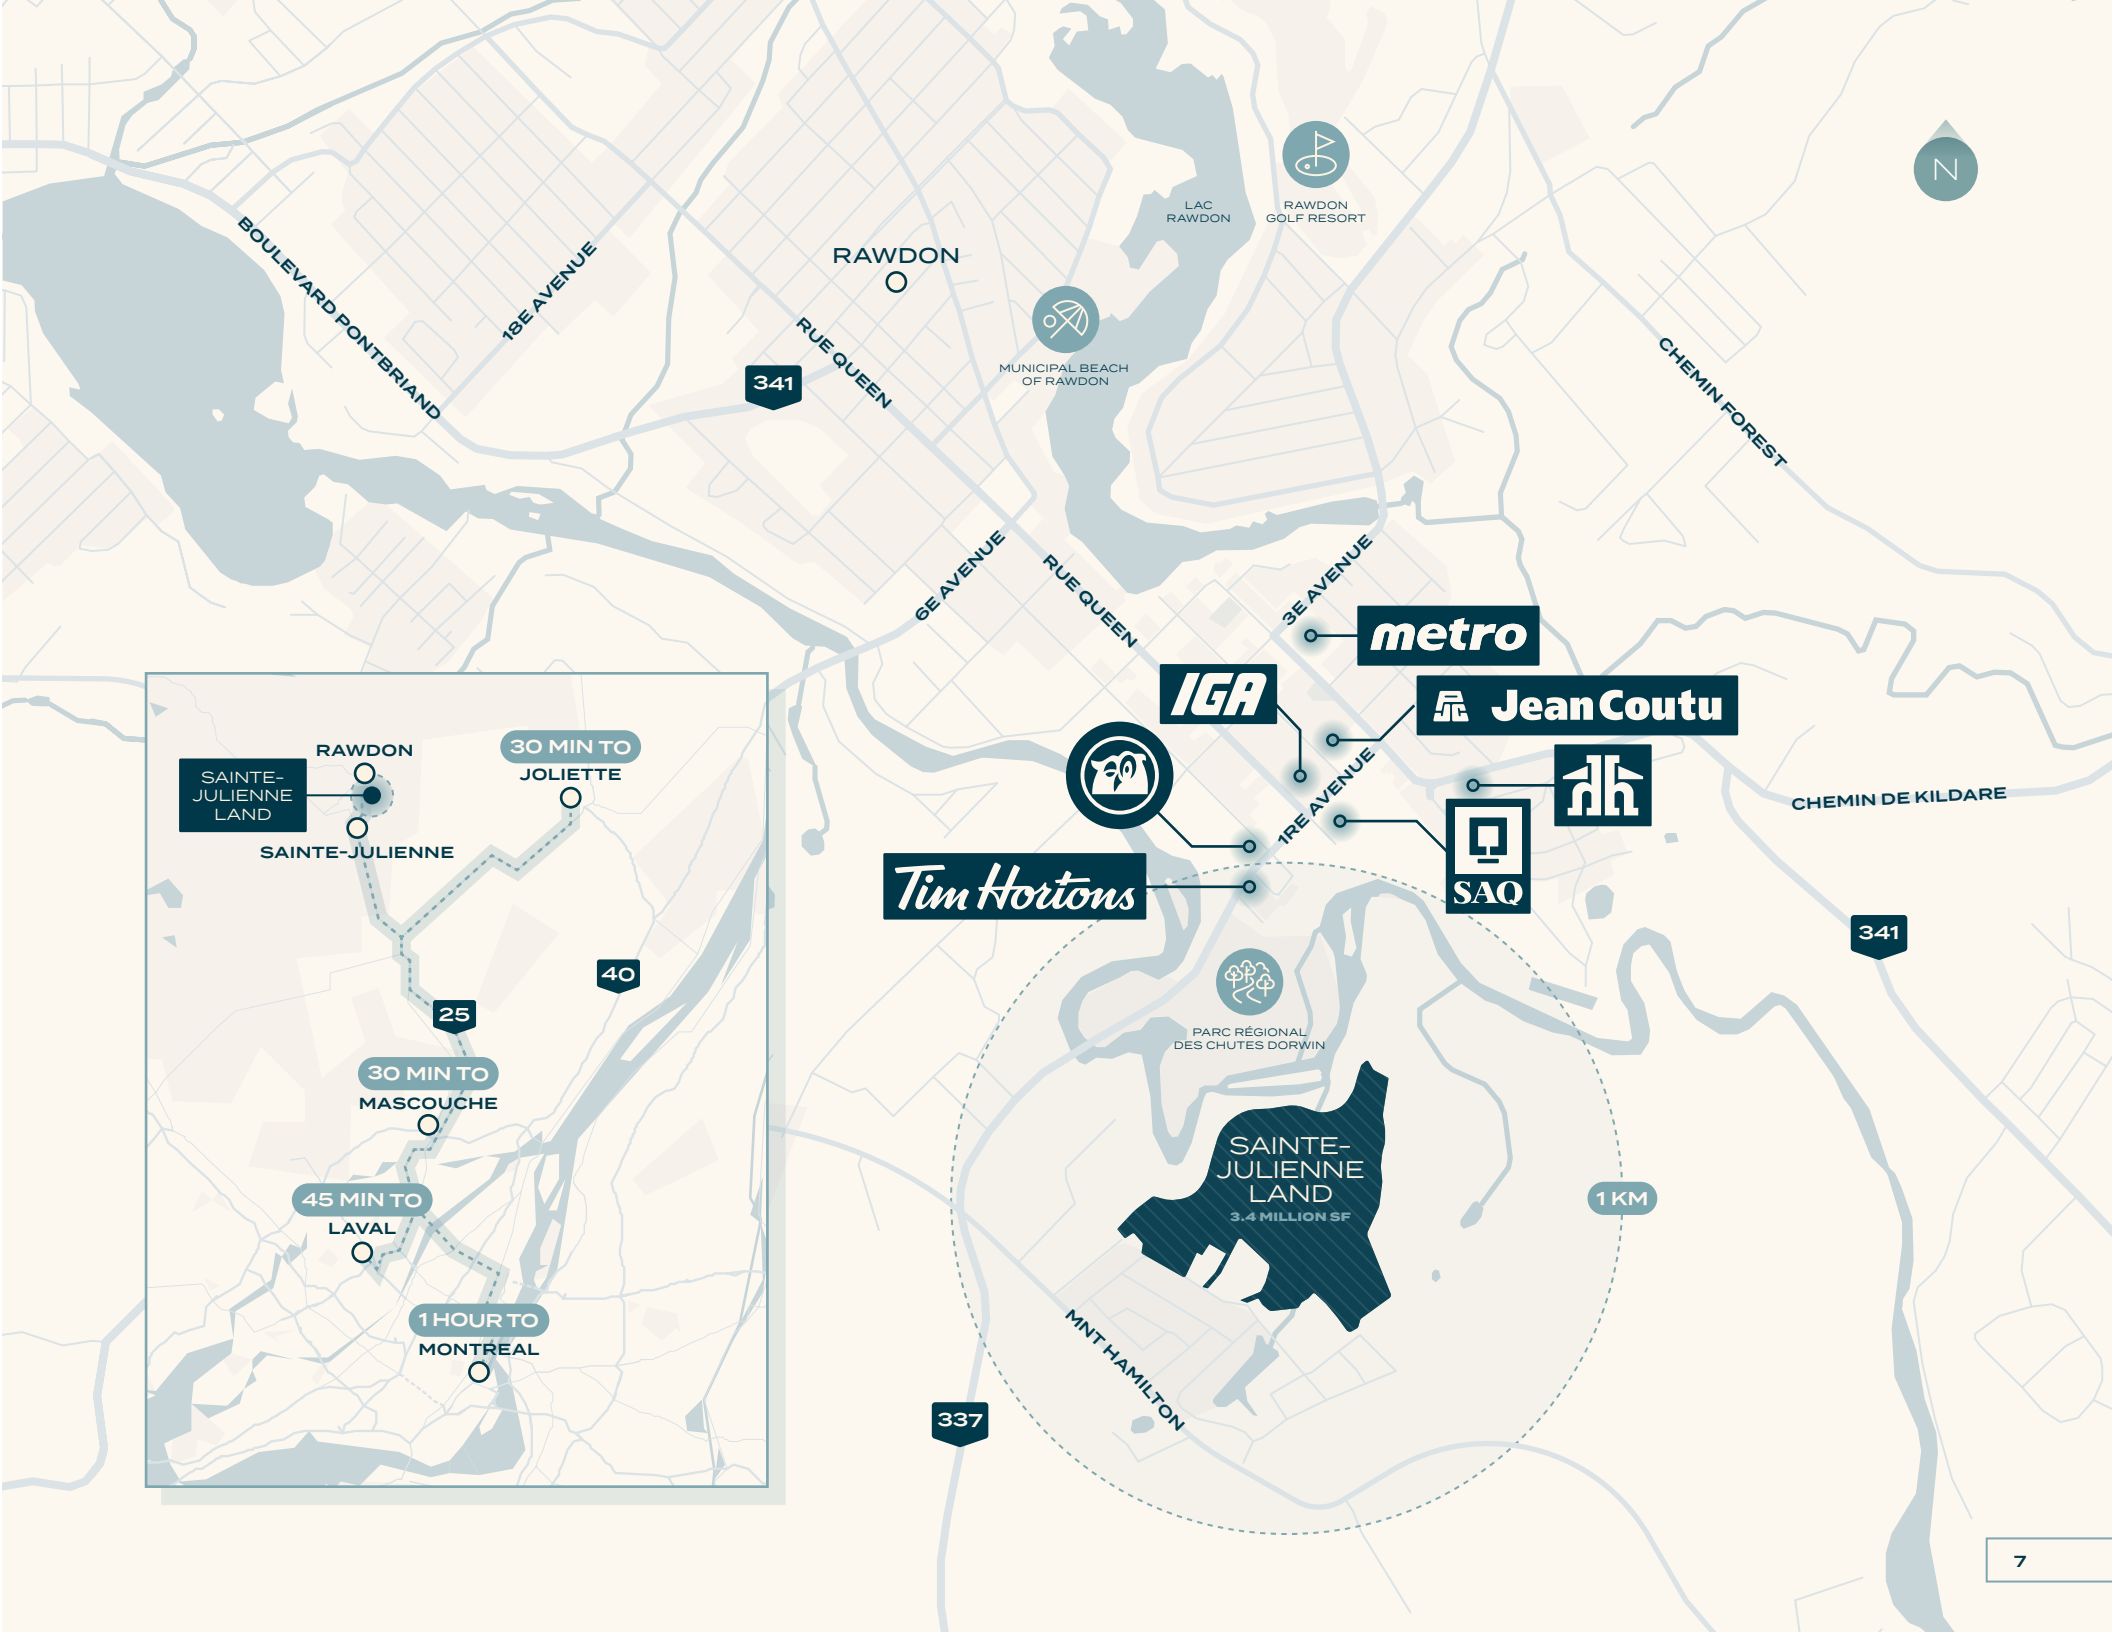 N
LAC
RAWDON
RAWDON
GOLF RESORT
BOULEVARD PONTBRIAND
18E AVENUE
RAWDON
RUE QUEEN
MUNICIPAL BEACH
OF RAWDON
341
CHEMIN FOREST
6E AVENUE
RUE QUEEN
3E AVENUE
metro
IGA
PJC
Jean Coutu
1RE AVENUE
CHEMIN DE KILDARE
SAQ
Tim Hortons
341
PARC RÉGIONAL
DES CHUTES DORWIN
SAINTE-
JULIENNE
LAND
3.4 MILLION SF
1 KM
MNT HAMILTON
337
RAWDON
30 MIN TO
JOLIETTE
SAINTE-
JULIENNE
LAND
SAINTE-JULIENNE
40
25
30 MIN TO
MASCOUCHE
45 MIN TO
LAVAL
1 HOUR TO
MONTREAL
7